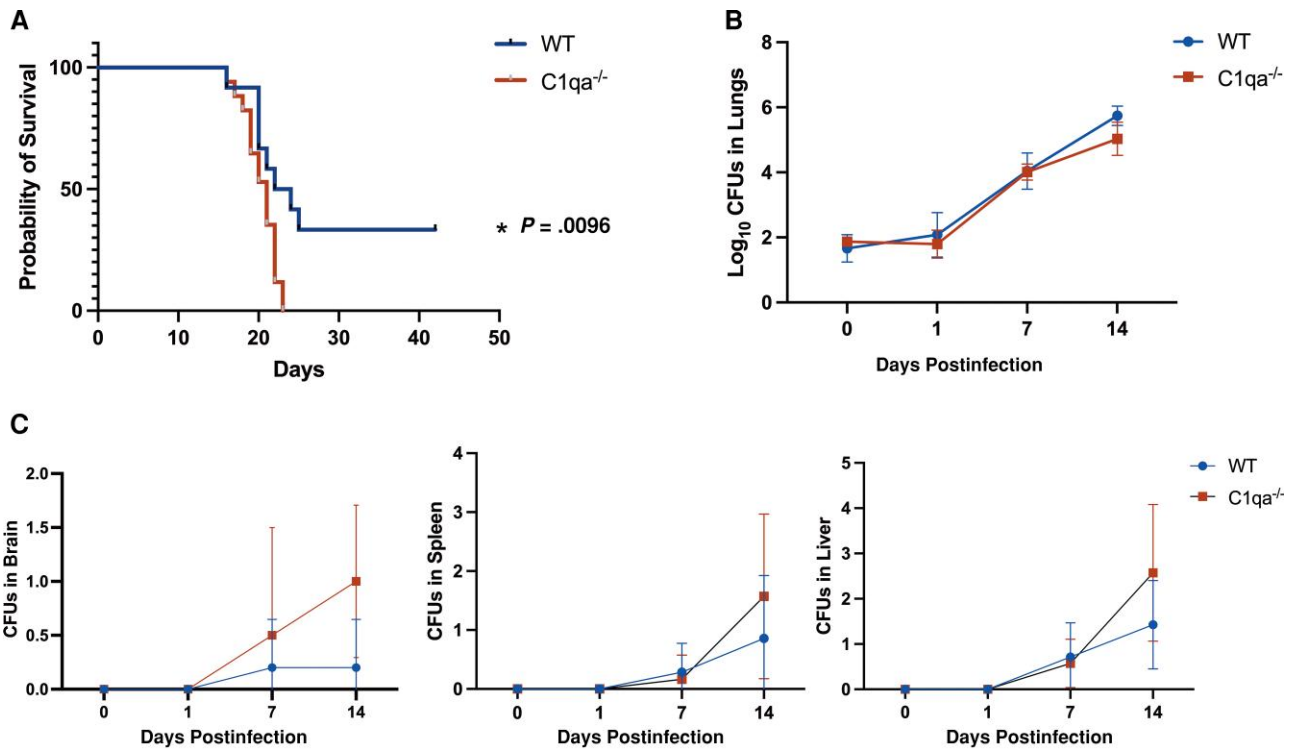 A
Probability of Survival
100
50
0
0 10 20 30 40 50
Days
WT
C1qa-/-
* P = .0096
B
Log10 CFUs in Lungs
8
6
4
2
0
0 1 7 14
Days Postinfection
WT
C1qa-/-
C
CFUs in Brain
2.0
1.5
1.0
0.5
0.0
0 1 7 14
Days Postinfection
CFUs in Spleen
4
3
2
1
0
0 1 7 14
Days Postinfection
CFUs in Liver
5
4
3
2
1
0
0 1 7 14
Days Postinfection
WT
C1qa-/-